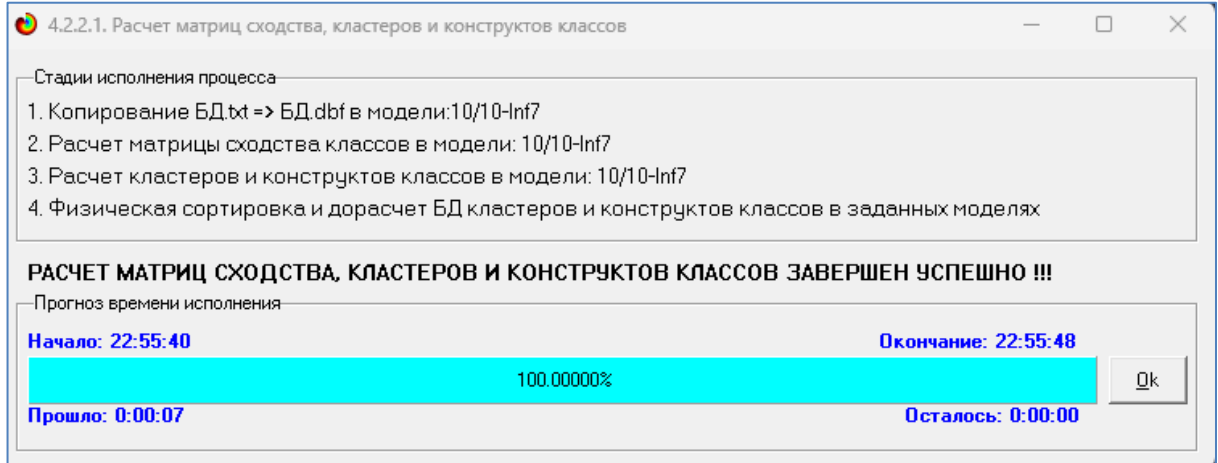 4.2.2.1. Расчет матриц сходства, кластеров и конструктов классов
Стадии исполнения процесса
1. Копирование БД.txt => БД.dbf в модели:10/10-Inf7
2. Расчет матрицы сходства классов в модели: 10/10-Inf7
3. Расчет кластеров и конструктов классов в модели: 10/10-Inf7
4. Физическая сортировка и дорасчет БД кластеров и конструктов классов в заданных моделях
РАСЧЕТ МАТРИЦ СХОДСТВА, КЛАСТЕРОВ И КОНСТРУКТОВ КЛАССОВ ЗАВЕРШЕН УСПЕШНО !!!
Прогноз времени исполнения
Начало: 22:55:40 Окончание: 22:55:48
100.00000% Ok
Прошло: 0:00:07 Осталось: 0:00:00